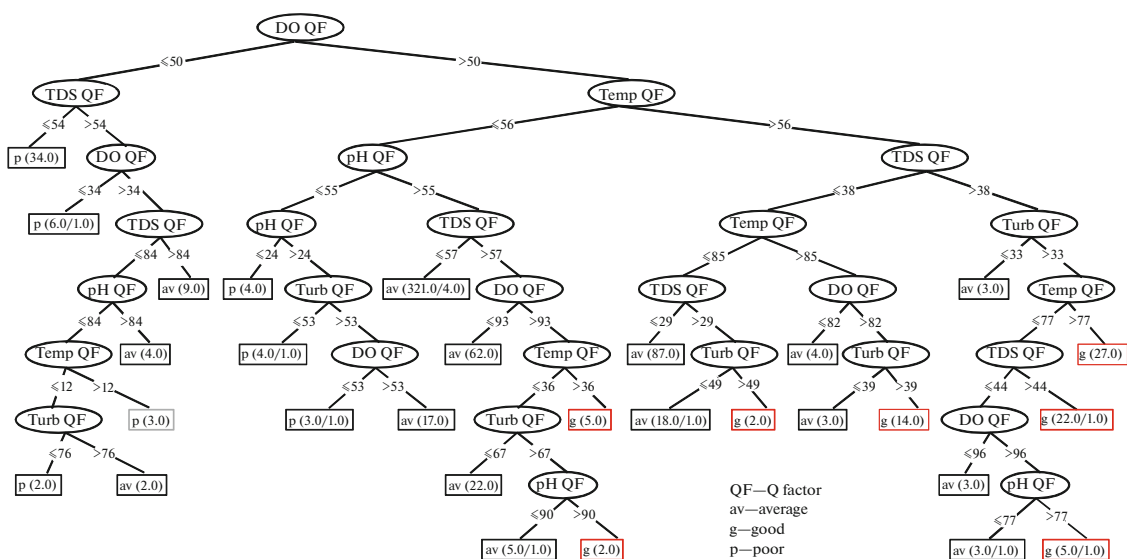 DO QF
≤50 >50
TDS QF Temp QF
≤54 >54 ≤56 >56
p (34.0) DO QF pH QF TDS QF
≤34 >34 ≤55 >55 ≤38 >38
p (6.0/1.0) TDS QF pH QF TDS QF Temp QF Turb QF
≤84 >84 ≤24 >24 ≤57 >57 ≤85 >85 ≤33 >33
pH QF av (9.0) p (4.0) Turb QF av (321.0/4.0) DO QF TDS QF DO QF av (3.0) Temp QF
≤84 >84 ≤53 >53 ≤93 >93 ≤29 >29 ≤82 >82 ≤77 >77
Temp QF av (4.0) p (4.0/1.0) DO QF av (62.0) Temp QF av (87.0) Turb QF av (4.0) Turb QF TDS QF g (27.0)
≤12 >12 ≤53 >53 ≤36 >36 ≤49 >49 ≤39 >39 ≤44 >44
Turb QF p (3.0) p (3.0/1.0) av (17.0) Turb QF g (5.0) av (18.0/1.0) g (2.0) av (3.0) g (14.0) DO QF g (22.0/1.0)
≤76 >76 ≤67 >67 ≤96 >96
p (2.0) av (2.0) av (22.0) pH QF av (3.0) pH QF
≤90 >90 ≤77 >77
av (5.0/1.0) g (2.0) av (3.0/1.0) g (5.0/1.0)
QF—Q factor
av—average
g—good
p—poor